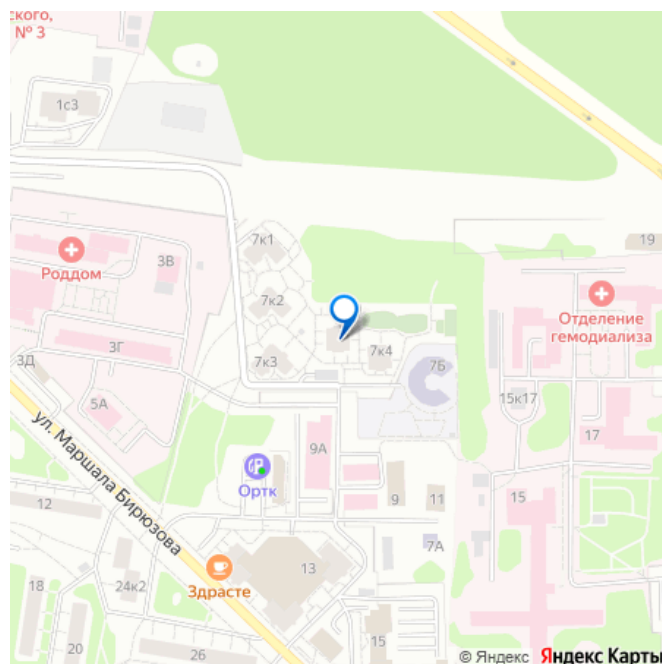 ского,
№ 3
1с3
7к1
19
Роддом
3В
7к2
Отделение
гемодиализа
3Г
7к3
7к4
7Б
3Д
15к17
5А
9А
17
ул. Маршала Бирюзова
Ортк
9
11
15
12
7А
13
18
24к2
Здрасте
20
26
15
© Яндекс Яндекс Карты